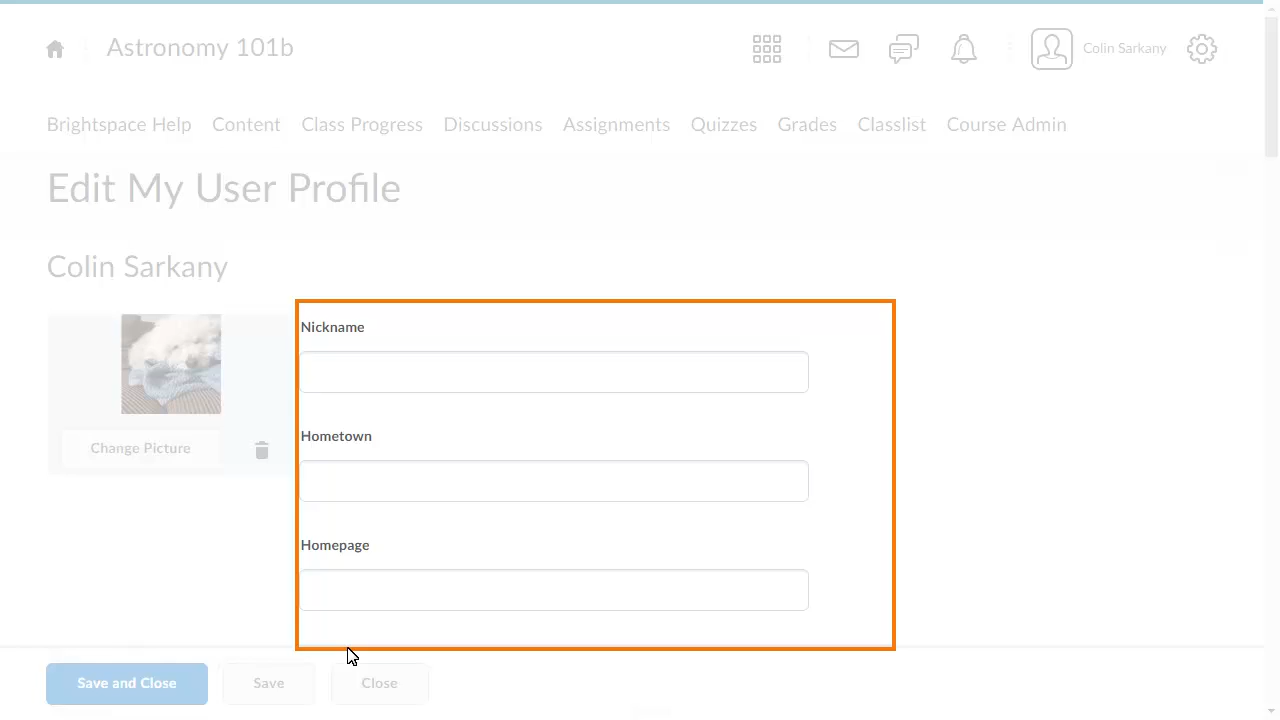 Astronomy 101b
Colin Sarkany
Brightspace Help Content Class Progress Discussions Assignments Quizzes Grades Classlist Course Admin
Edit My User Profile
Colin Sarkany
Nickname
Change Picture
Hometown
Homepage
Save and Close Save Close